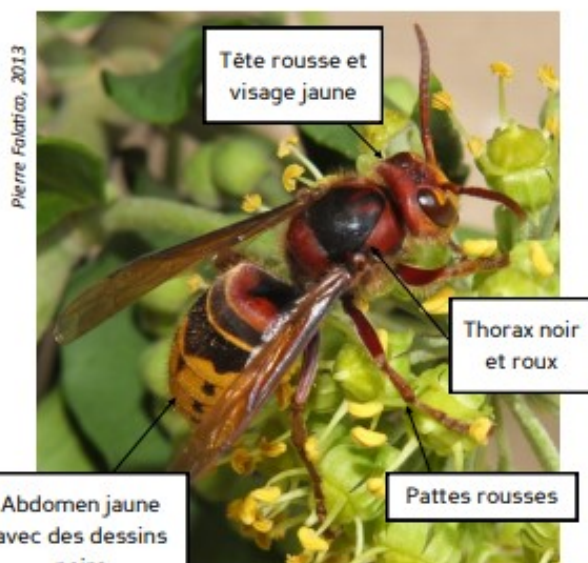 Pierre Falatico, 2013
Tête rousse et
visage jaune
Thorax noir
et roux
Pattes rousses
Abdomen jaune
avec des dessins
noirs